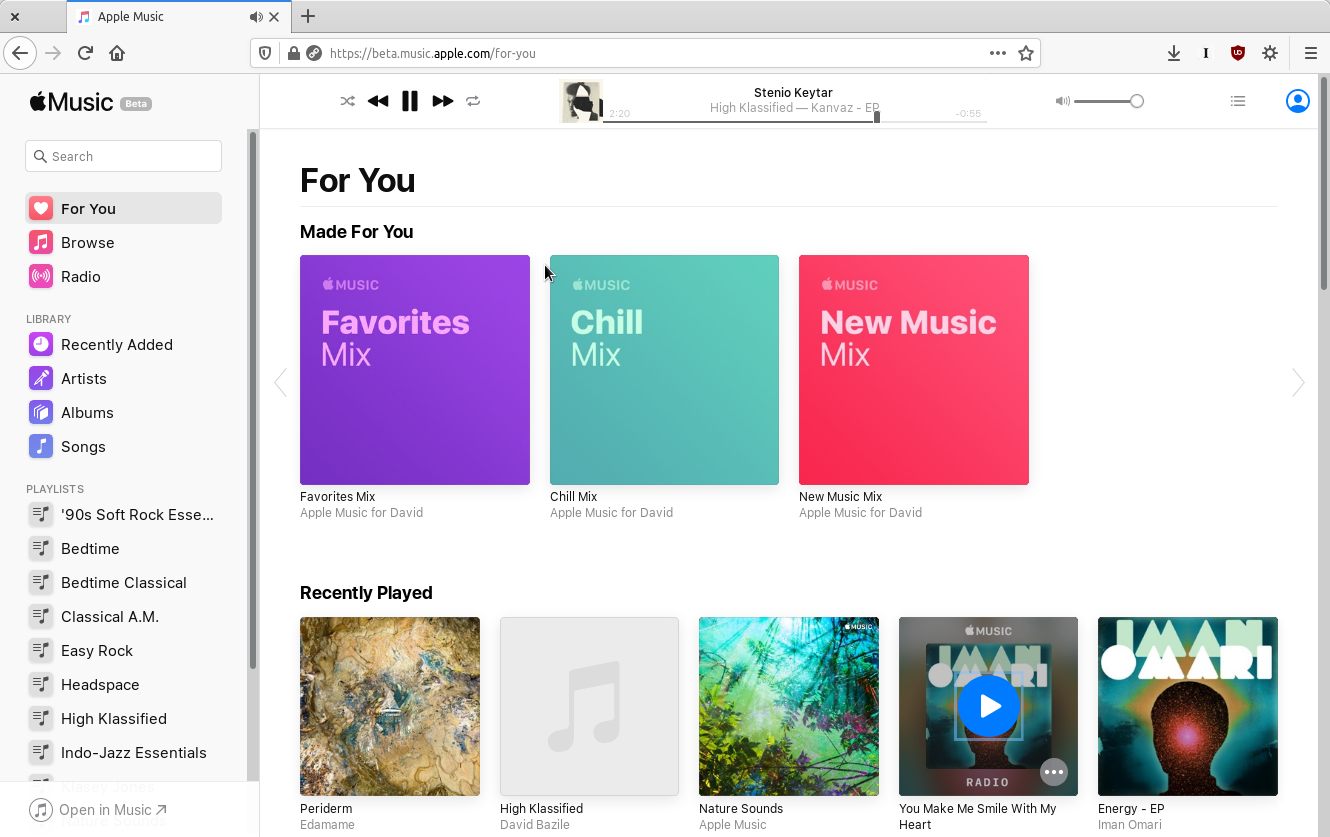 Apple Music
https://beta.music.apple.com/for-you
Music Beta
Search
For You
Browse
Radio
LIBRARY
Recently Added
Artists
Albums
Songs
PLAYLISTS
'90s Soft Rock Esse...
Bedtime
Bedtime Classical
Classical A.M.
Easy Rock
Headspace
High Klassified
Indo-Jazz Essentials
Open in Music
Stenio Keytar
High Klassified — Kanvaz - EP
2:20
-0:55
For You
Made For You
MUSIC
Favorites
Mix
MUSIC
Chill
Mix
MUSIC
New Music
Mix
Favorites Mix
Apple Music for David
Chill Mix
Apple Music for David
New Music Mix
Apple Music for David
Recently Played
MUSIC
MUSIC
IMAN
OMARI
RADIO
IMAN
OMARI
Periderm
Edamame
High Klassified
David Bazile
Nature Sounds
Apple Music
You Make Me Smile With My
Heart
Energy - EP
Iman Omari